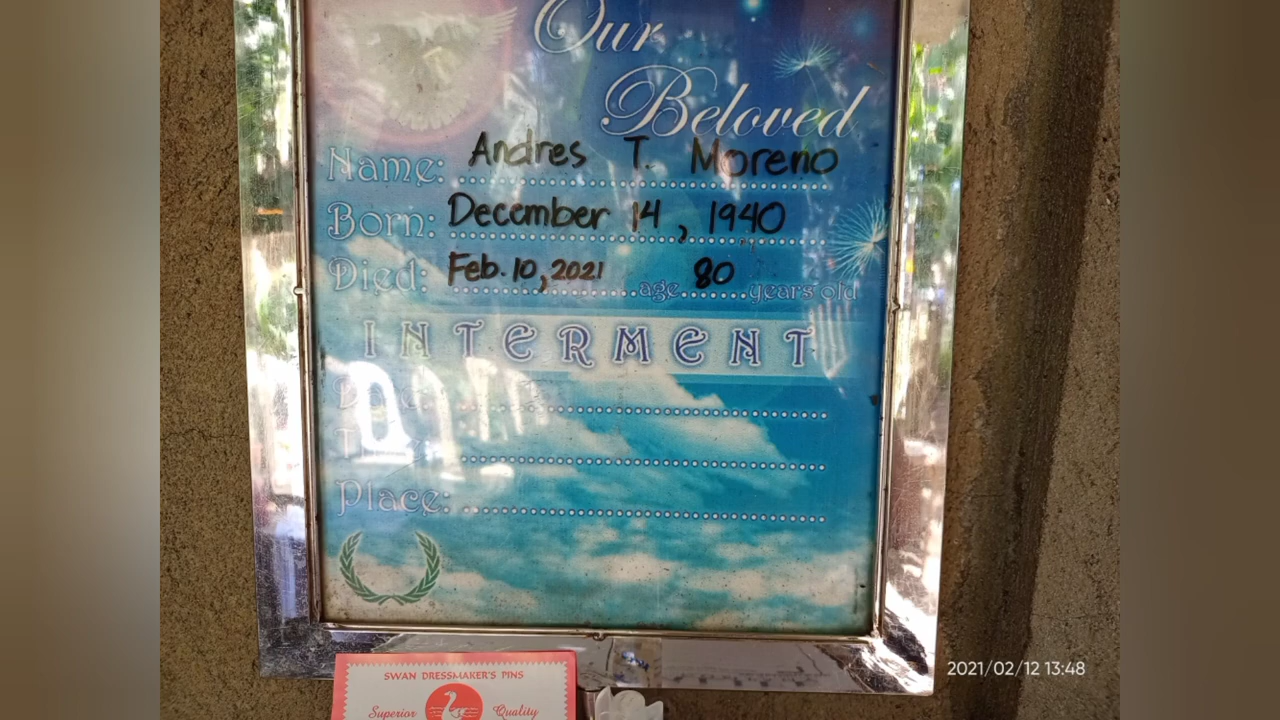 Our
Beloved
Name: Andres T. Moreno
Born: December 14, 1940
Died: Feb. 10, 2021 age 80 years old
INTERMENT
Place:
SWAN DRESSMAKER'S PINS
Superior Quality
2021/02/12 13:48